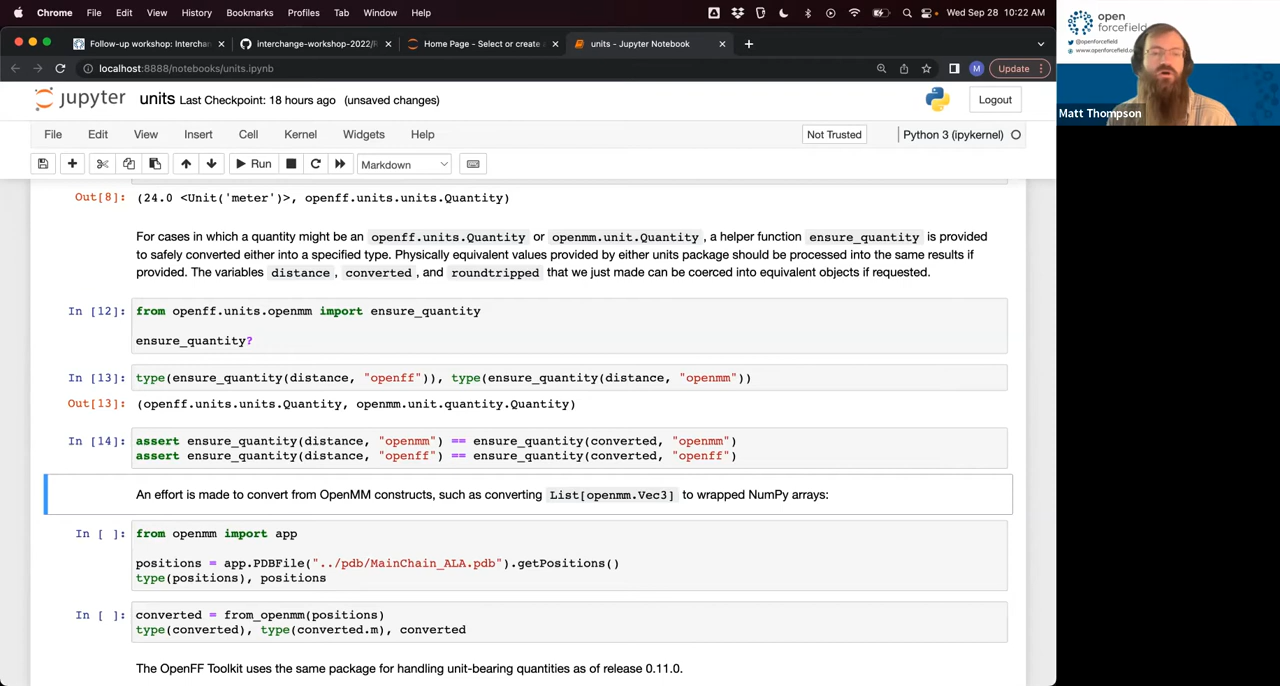 Chrome File Edit View History Bookmarks Profiles Tab Window Help Wed Sep 28 10:22 AM
Follow-up workshop: Interchan × interchange-workshop-2022/R × Home Page - Select or create a × units - Jupyter Notebook × +
localhost:8888/notebooks/units.ipynb M Update
jupyter units Last Checkpoint: 18 hours ago (unsaved changes) Logout
File Edit View Insert Cell Kernel Widgets Help Not Trusted Python 3 (ipykernel)
Run Markdown
Out[8]: (24.0 <Unit('meter')>, openff.units.units.Quantity)
For cases in which a quantity might be an openff.units.Quantity or openmm.unit.Quantity, a helper function ensure_quantity is provided
to safely converted either into a specified type. Physically equivalent values provided by either units package should be processed into the same results if
provided. The variables distance, converted, and roundtripped that we just made can be coerced into equivalent objects if requested.
In [12]: from openff.units.openmm import ensure_quantity
ensure_quantity?
In [13]: type(ensure_quantity(distance, "openff")), type(ensure_quantity(distance, "openmm"))
Out[13]: (openff.units.units.Quantity, openmm.unit.quantity.Quantity)
In [14]: assert ensure_quantity(distance, "openmm") == ensure_quantity(converted, "openmm")
assert ensure_quantity(distance, "openff") == ensure_quantity(converted, "openff")
An effort is made to convert from OpenMM constructs, such as converting List[openmm.Vec3] to wrapped NumPy arrays:
In [ ]: from openmm import app
positions = app.PDBFile("../pdb/MainChain_ALA.pdb").getPositions()
type(positions), positions
In [ ]: converted = from_openmm(positions)
type(converted), type(converted.m), converted
The OpenFF Toolkit uses the same package for handling unit-bearing quantities as of release 0.11.0.
open
forcefield
@openforcefield
Matt Thompson